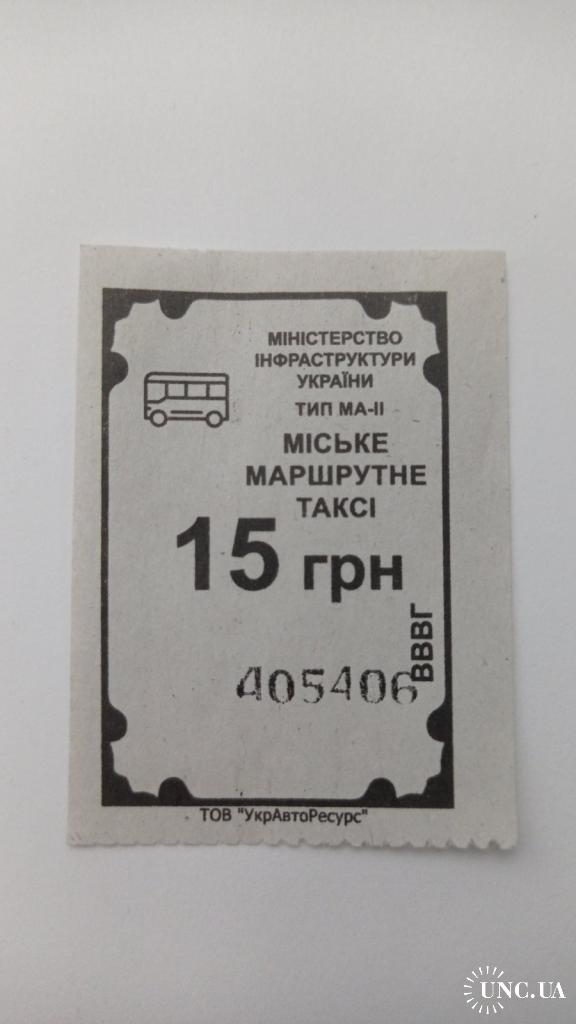 МІНІСТЕРСТВО
ІНФРАСТРУКТУРИ
УКРАЇНИ
ТИП МА-ІІ
МІСЬКЕ
МАРШРУТНЕ
ТАКСІ
15 грн
ВВВГ
405406
ТОВ "УкрАвтоРесурс"
UNC.UA